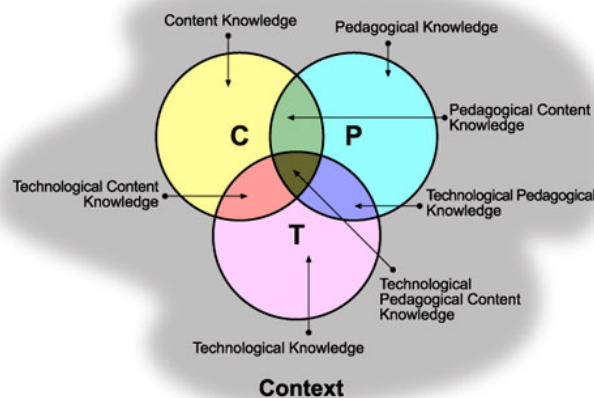 Content Knowledge
Pedagogical Knowledge
C
P
Pedagogical Content
Knowledge
Technological Content
Knowledge
Technological Pedagogical
Knowledge
T
Technological
Pedagogical Content
Knowledge
Technological Knowledge
Context